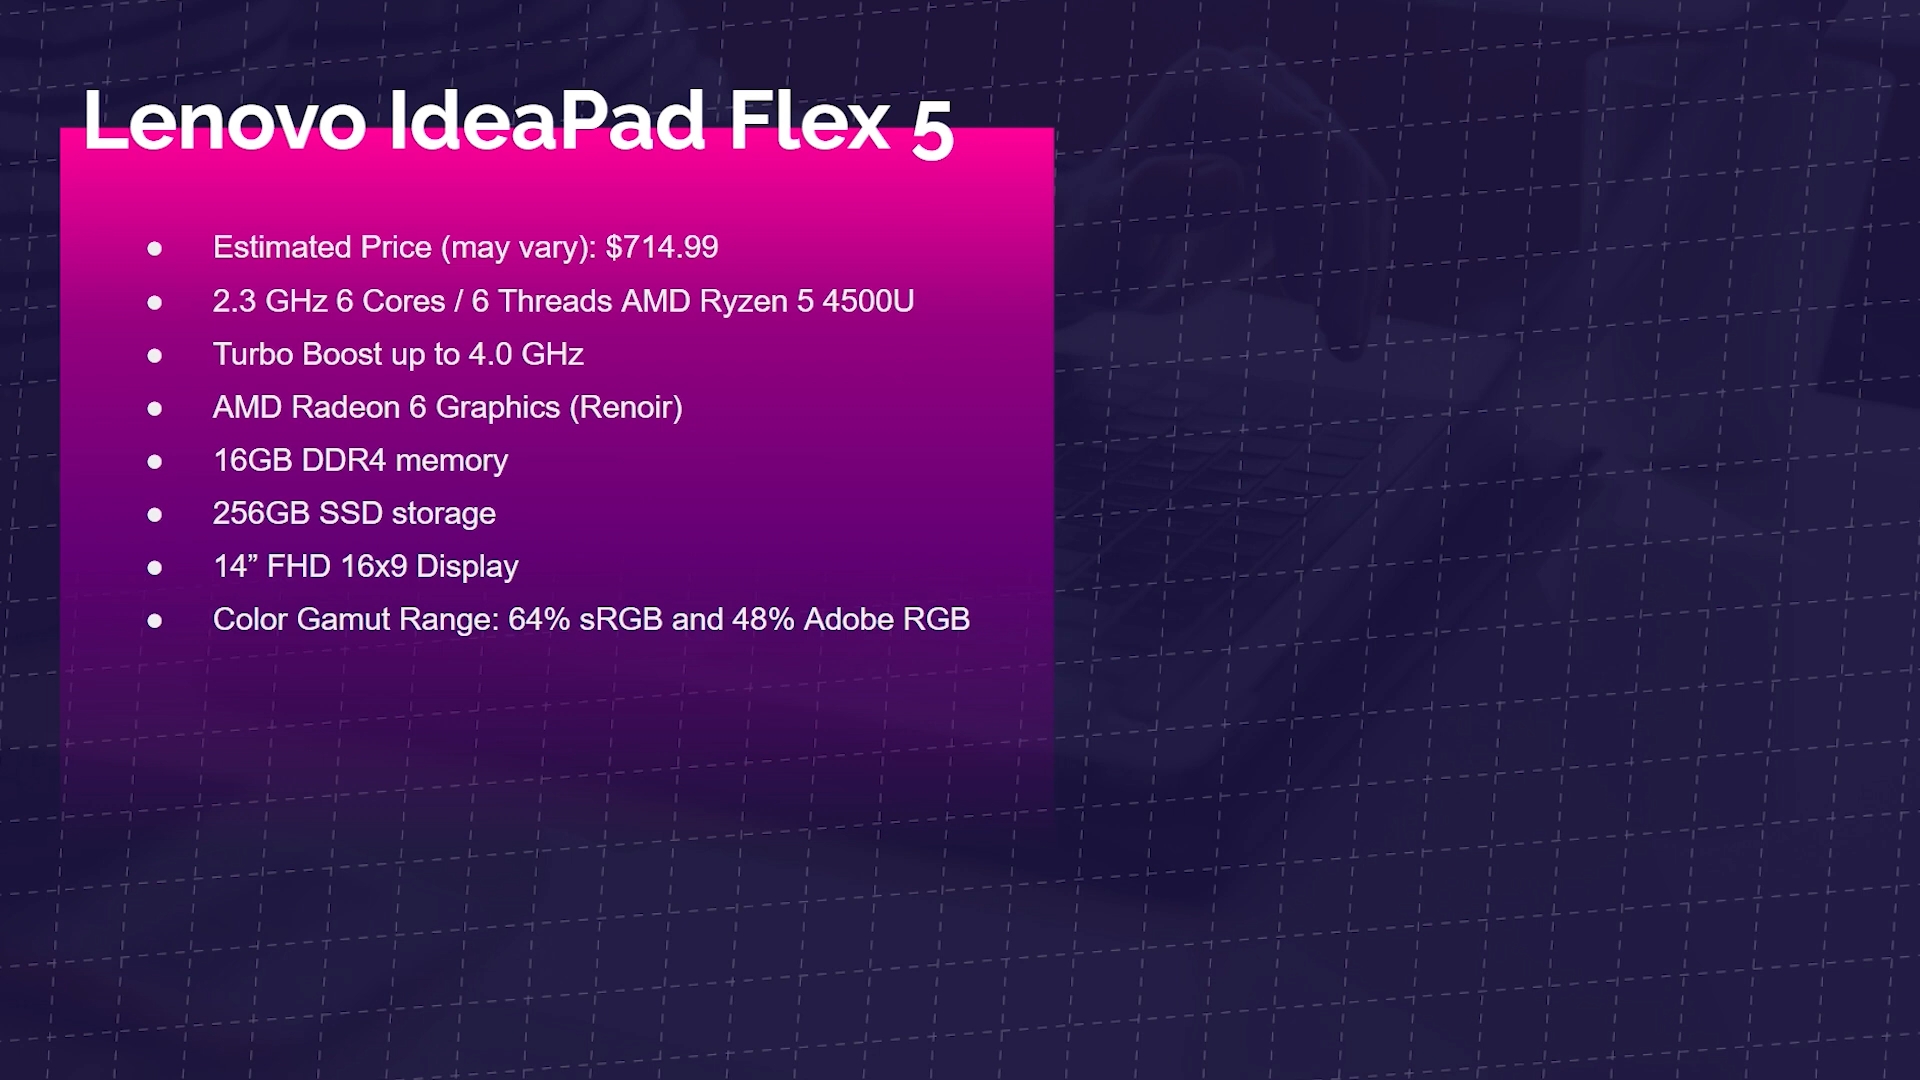 Lenovo IdeaPad Flex 5
● Estimated Price (may vary): $714.99
● 2.3 GHz 6 Cores / 6 Threads AMD Ryzen 5 4500U
● Turbo Boost up to 4.0 GHz
● AMD Radeon 6 Graphics (Renoir)
● 16GB DDR4 memory
● 256GB SSD storage
● 14” FHD 16x9 Display
● Color Gamut Range: 64% sRGB and 48% Adobe RGB